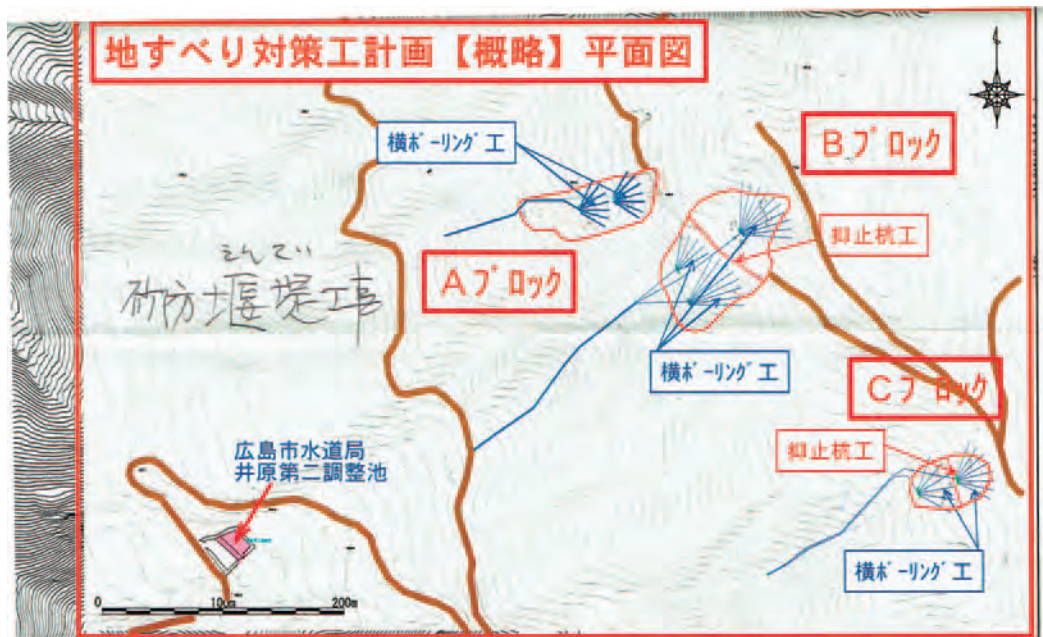 地すべり対策工計画【概略】平面図
横ボーリング工
Bブロック
抑止杭工
Aブロック
えんてい
砂防堰堤工事
横ボーリング工
Cブロック
抑止杭工
広島市水道局
井原第二調整池
横ボーリング工
0 100m 200m